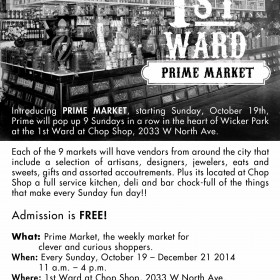 1ST
WARD
PRIME MARKET
Introducing PRIME MARKET, starting Sunday, October 19th,
Prime will pop up 9 Sundays in a row in the heart of Wicker Park
at the 1st Ward at Chop Shop, 2033 W North Ave.
Each of the 9 markets will have vendors from around the city that
include a selection of artisans, designers, jewelers, eats and
sweets, gifts and assorted accoutrements. Plus its located at Chop
Shop a full service kitchen, deli and bar chock-full of the things
that make every Sunday fun day!!
Admission is FREE!
What: Prime Market, the weekly market for
clever and curious shoppers.
When: Every Sunday, October 19 – December 21 2014
11 a.m. – 4 p.m.
Where: 1st Ward at Chop Shop, 2033 W North Ave